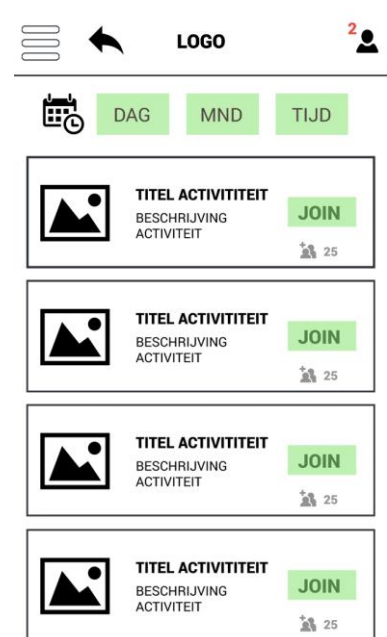 LOGO
2
DAG MND TIJD
TITEL ACTIVITITEIT
BESCHRIJVING
ACTIVITEIT
JOIN
25
TITEL ACTIVITITEIT
BESCHRIJVING
ACTIVITEIT
JOIN
25
TITEL ACTIVITITEIT
BESCHRIJVING
ACTIVITEIT
JOIN
25
TITEL ACTIVITITEIT
BESCHRIJVING
ACTIVITEIT
JOIN
25